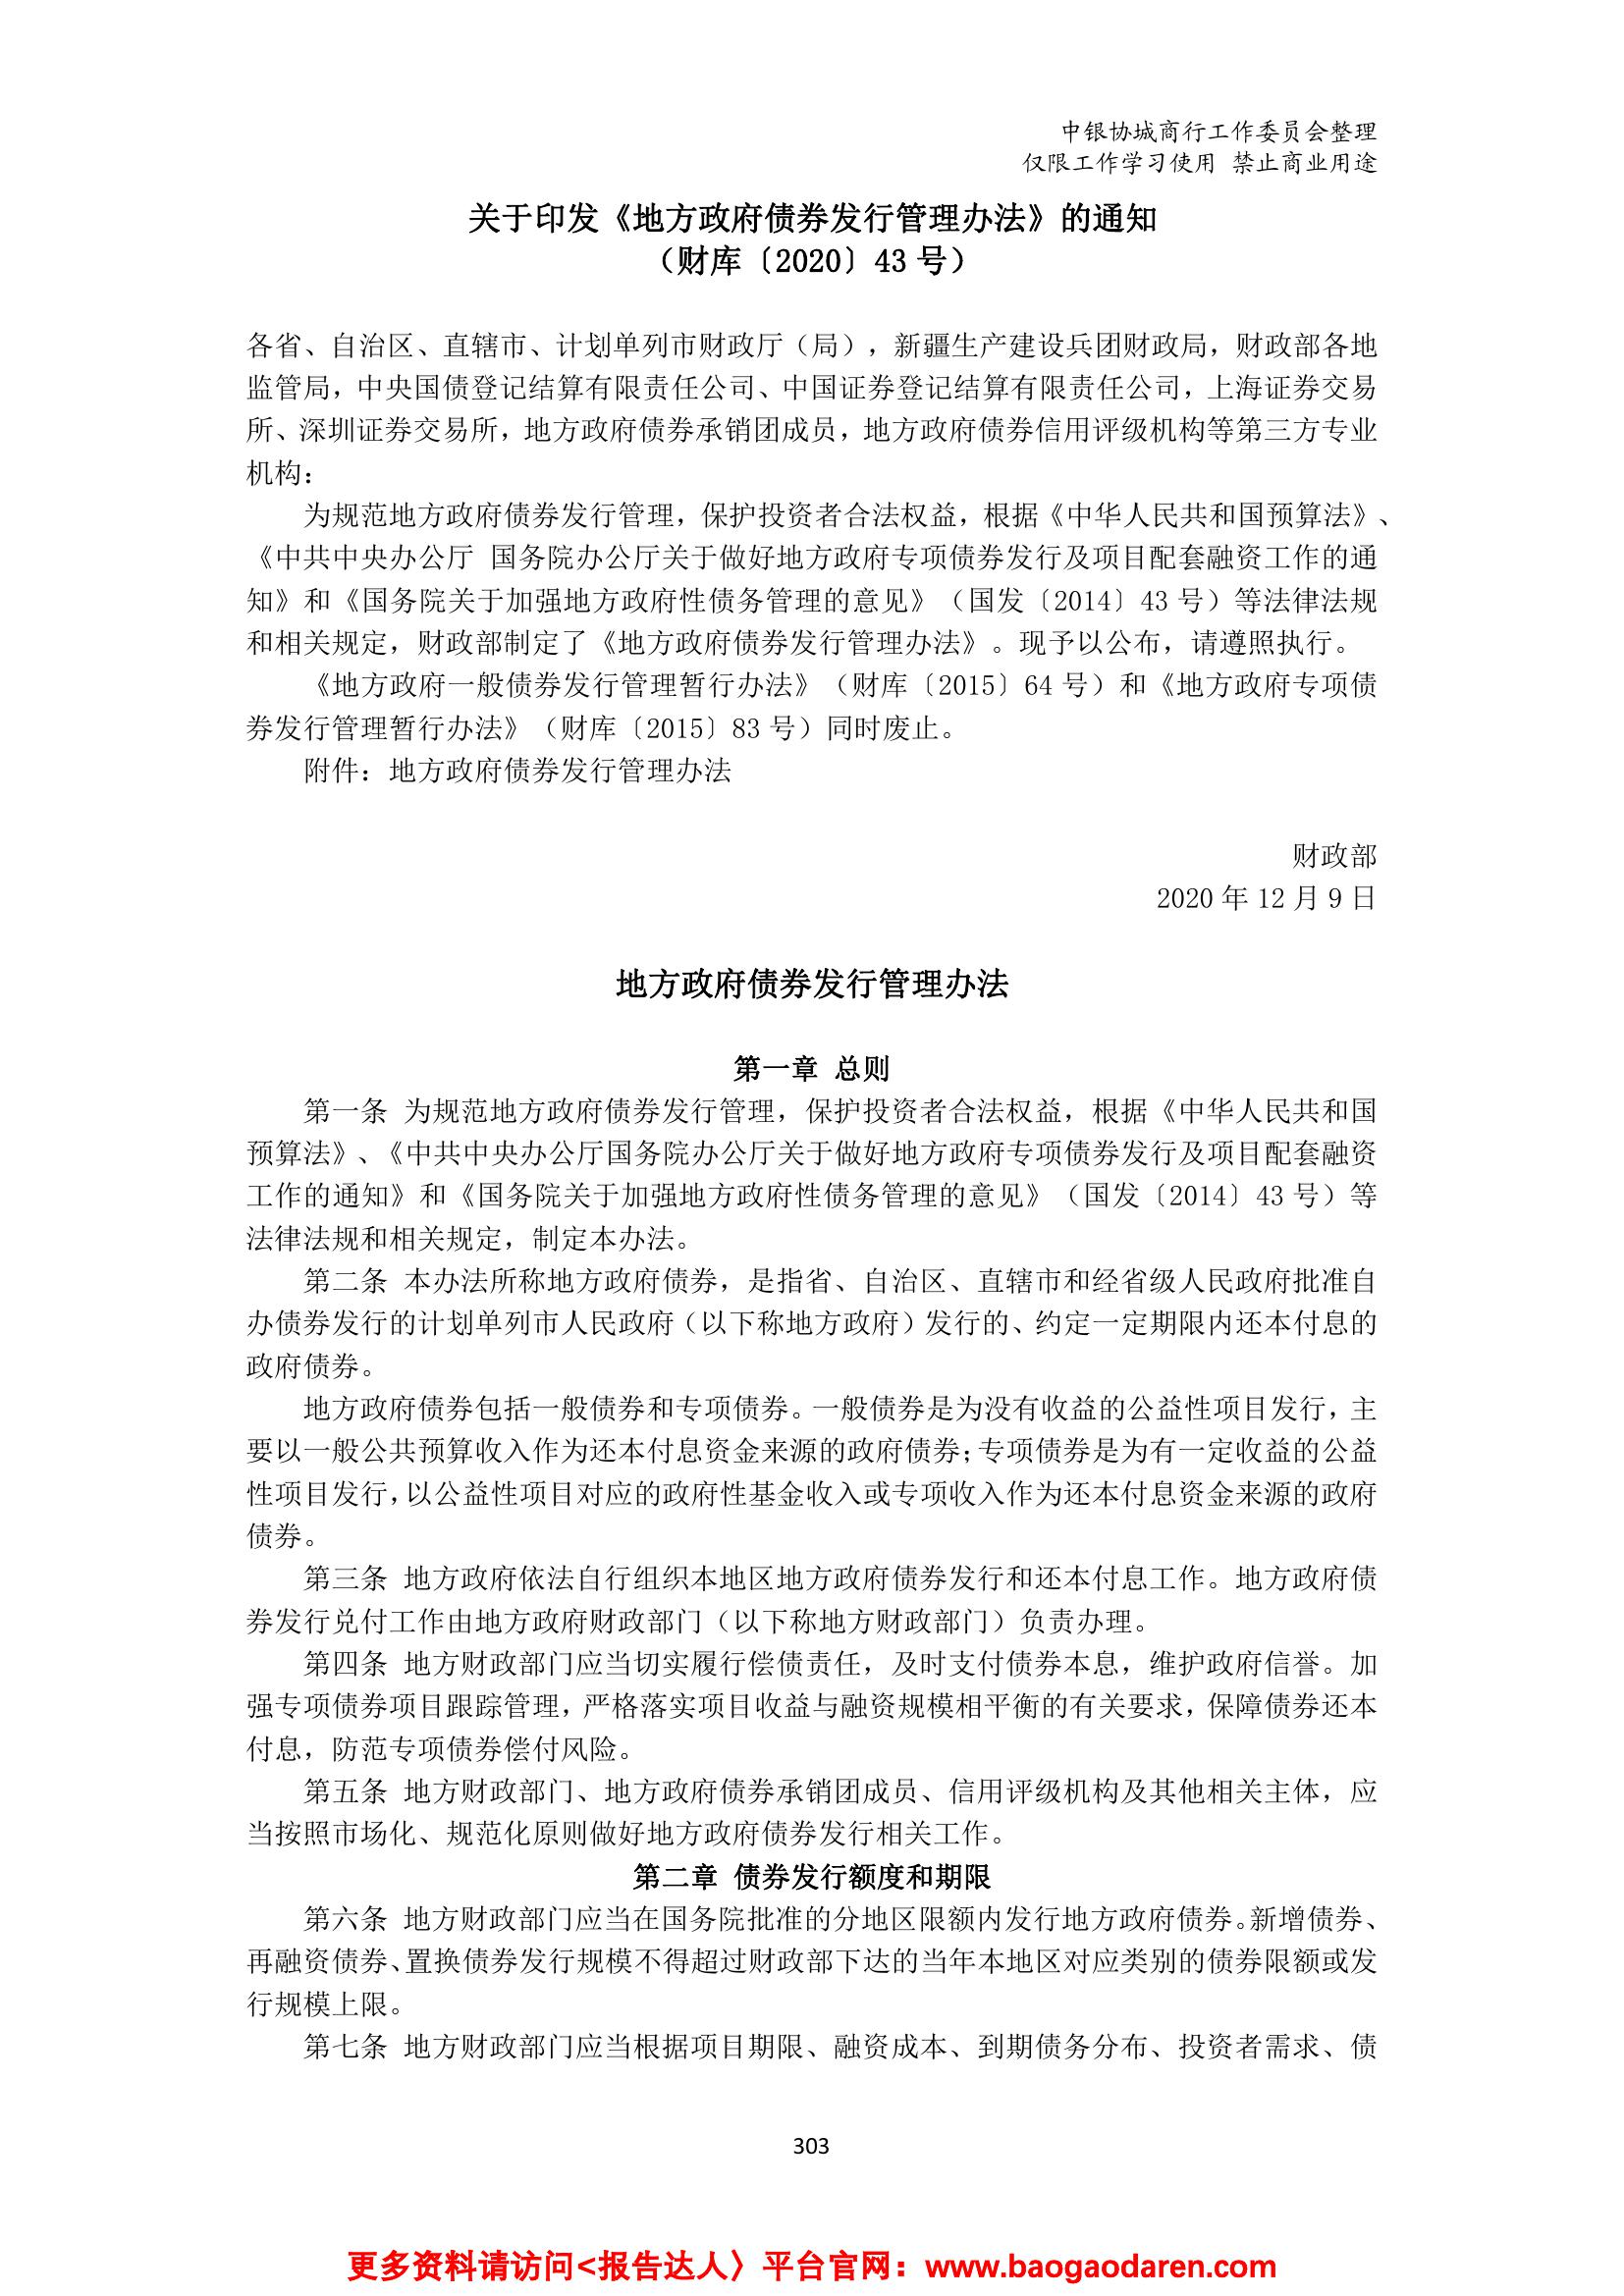 中银协城商行工作委员会整理
仅限工作学习使用 禁止商业用途
关于印发《地方政府债券发行管理办法》的通知
（财库〔2020〕43 号）
各省、自治区、直辖市、计划单列市财政厅（局），新疆生产建设兵团财政局，财政部各地
监管局，中央国债登记结算有限责任公司、中国证券登记结算有限责任公司，上海证券交易
所、深圳证券交易所，地方政府债券承销团成员，地方政府债券信用评级机构等第三方专业
机构：
为规范地方政府债券发行管理，保护投资者合法权益，根据《中华人民共和国预算法》、
《中共中央办公厅 国务院办公厅关于做好地方政府专项债券发行及项目配套融资工作的通
知》和《国务院关于加强地方政府性债务管理的意见》（国发〔2014〕43 号）等法律法规
和相关规定，财政部制定了《地方政府债券发行管理办法》。现予以公布，请遵照执行。
《地方政府一般债券发行管理暂行办法》（财库〔2015〕64 号）和《地方政府专项债
券发行管理暂行办法》（财库〔2015〕83 号）同时废止。
附件：地方政府债券发行管理办法
财政部
2020 年 12 月 9 日
地方政府债券发行管理办法
第一章 总则
第一条 为规范地方政府债券发行管理，保护投资者合法权益，根据《中华人民共和国
预算法》、《中共中央办公厅国务院办公厅关于做好地方政府专项债券发行及项目配套融资
工作的通知》和《国务院关于加强地方政府性债务管理的意见》（国发〔2014〕43 号）等
法律法规和相关规定，制定本办法。
第二条 本办法所称地方政府债券，是指省、自治区、直辖市和经省级人民政府批准自
办债券发行的计划单列市人民政府（以下称地方政府）发行的、约定一定期限内还本付息的
政府债券。
地方政府债券包括一般债券和专项债券。一般债券是为没有收益的公益性项目发行，主
要以一般公共预算收入作为还本付息资金来源的政府债券；专项债券是为有一定收益的公益
性项目发行，以公益性项目对应的政府性基金收入或专项收入作为还本付息资金来源的政府
债券。
第三条 地方政府依法自行组织本地区地方政府债券发行和还本付息工作。地方政府债
券发行兑付工作由地方政府财政部门（以下称地方财政部门）负责办理。
第四条 地方财政部门应当切实履行偿债责任，及时支付债券本息，维护政府信誉。加
强专项债券项目跟踪管理，严格落实项目收益与融资规模相平衡的有关要求，保障债券还本
付息，防范专项债券偿付风险。
第五条 地方财政部门、地方政府债券承销团成员、信用评级机构及其他相关主体，应
当按照市场化、规范化原则做好地方政府债券发行相关工作。
第二章 债券发行额度和期限
第六条 地方财政部门应当在国务院批准的分地区限额内发行地方政府债券。新增债券、
再融资债券、置换债券发行规模不得超过财政部下达的当年本地区对应类别的债券限额或发
行规模上限。
第七条 地方财政部门应当根据项目期限、融资成本、到期债务分布、投资者需求、债
303
更多资料请访问<报告达人〉平台官网：www.baogaodaren.com